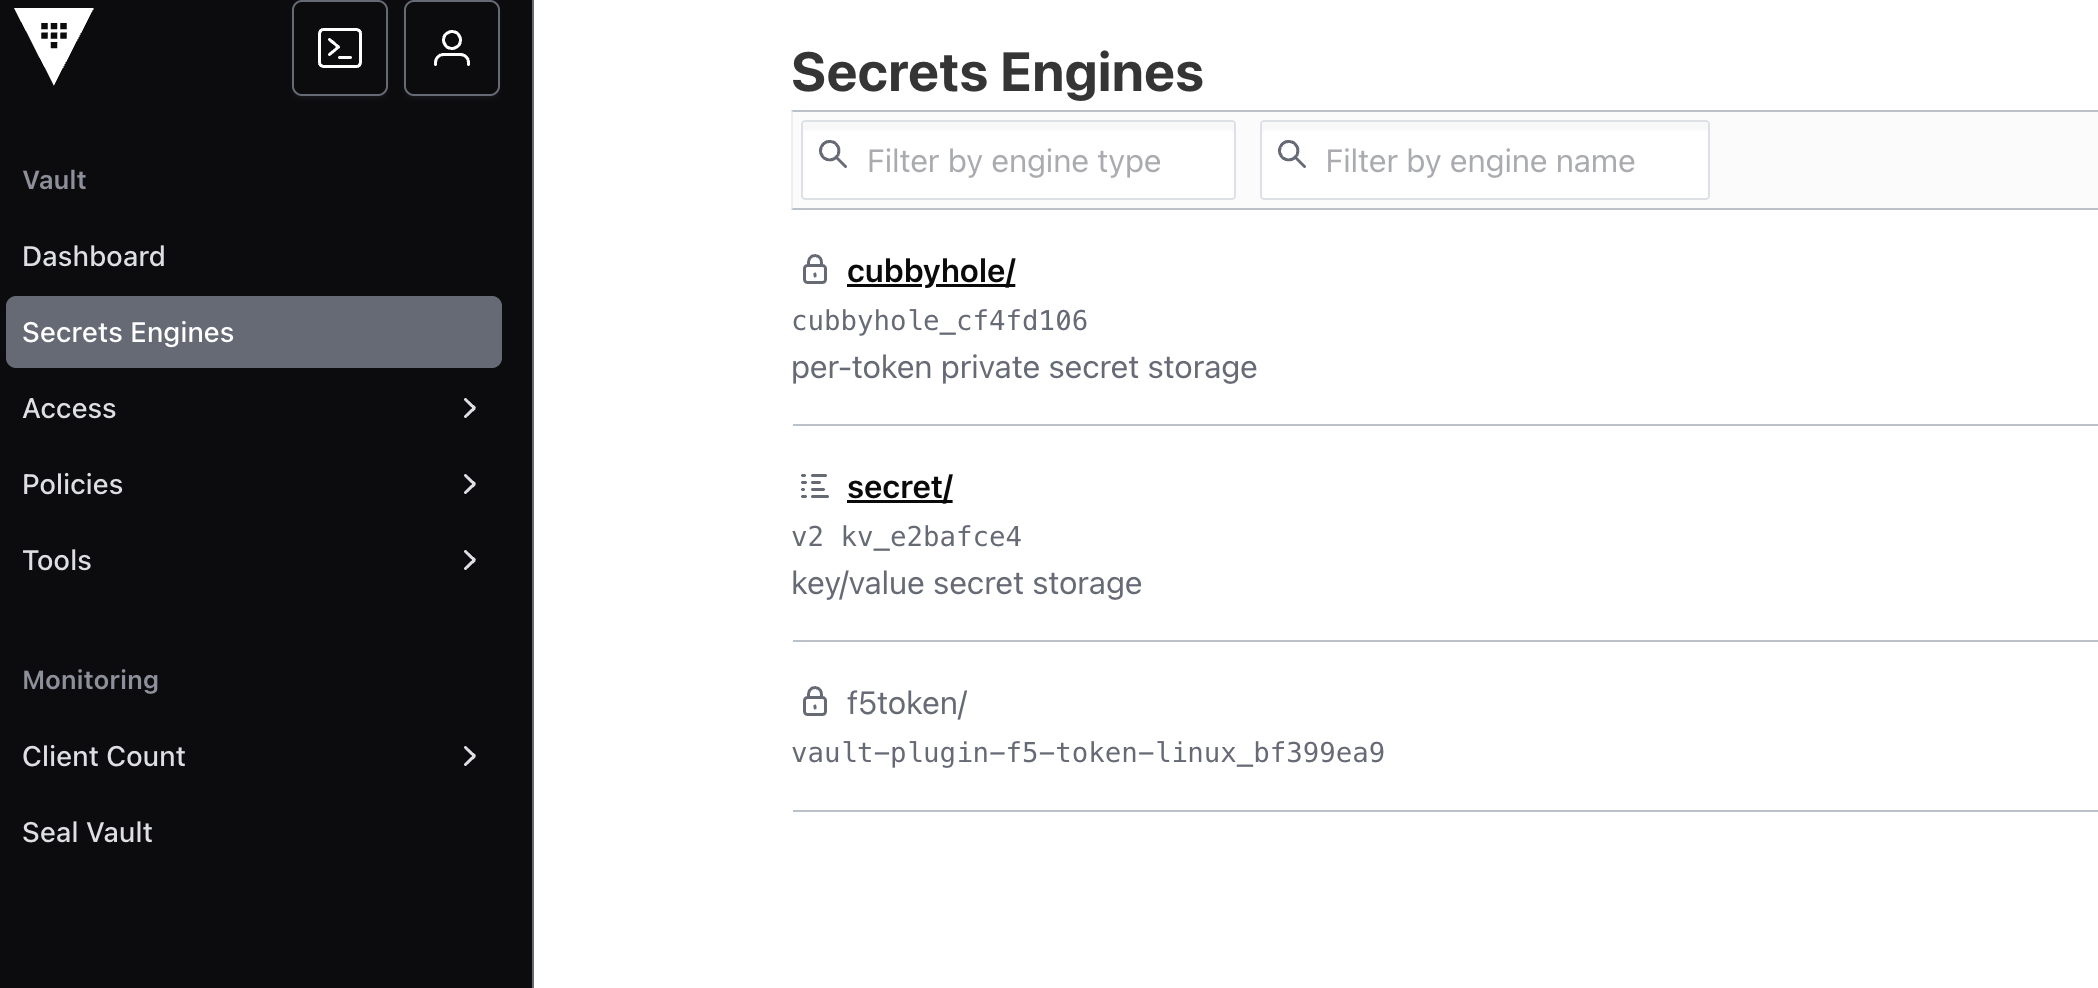 Vault
Dashboard
Secrets Engines
Access
Policies
Tools
Monitoring
Client Count
Seal Vault
Secrets Engines
Filter by engine type
Filter by engine name
cubbyhole/
cubbyhole_cf4fd106
per-token private secret storage
secret/
v2 kv_e2bafce4
key/value secret storage
f5token/
vault-plugin-f5-token-linux_bf399ea9